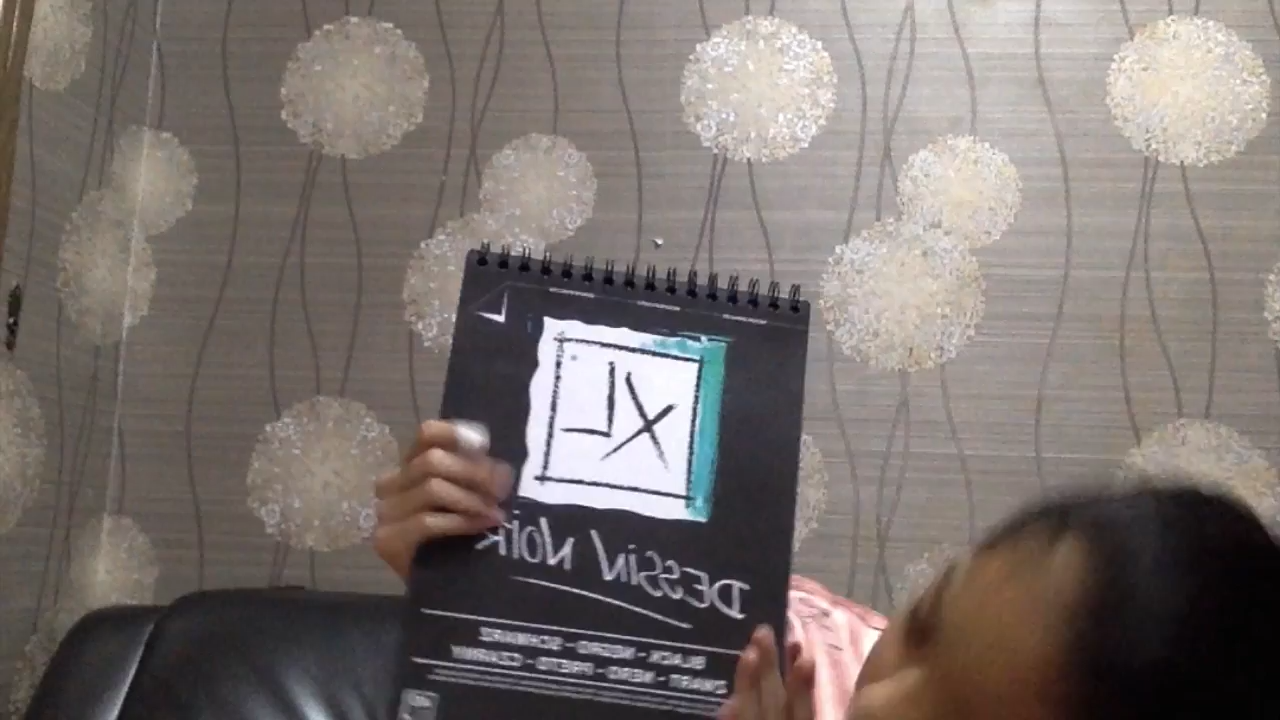 XL
DESSIN NOIR
BLACK - NEGRO - SCHWARZ
ZWART - NERO - PRETO - CZARNY